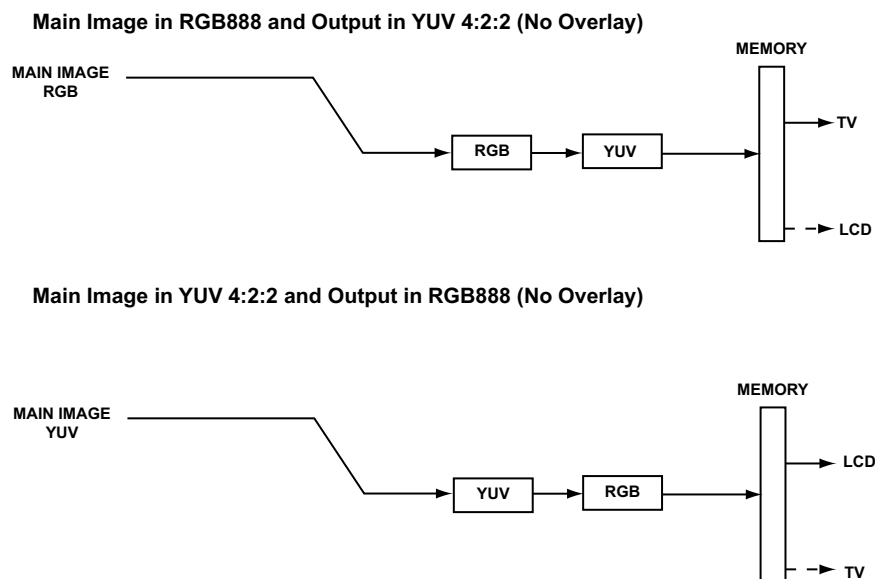 Main Image in RGB888 and Output in YUV 4:2:2 (No Overlay)
MEMORY
MAIN IMAGE
RGB
TV
RGB
YUV
LCD
Main Image in YUV 4:2:2 and Output in RGB888 (No Overlay)
MEMORY
MAIN IMAGE
YUV
LCD
YUV
RGB
TV